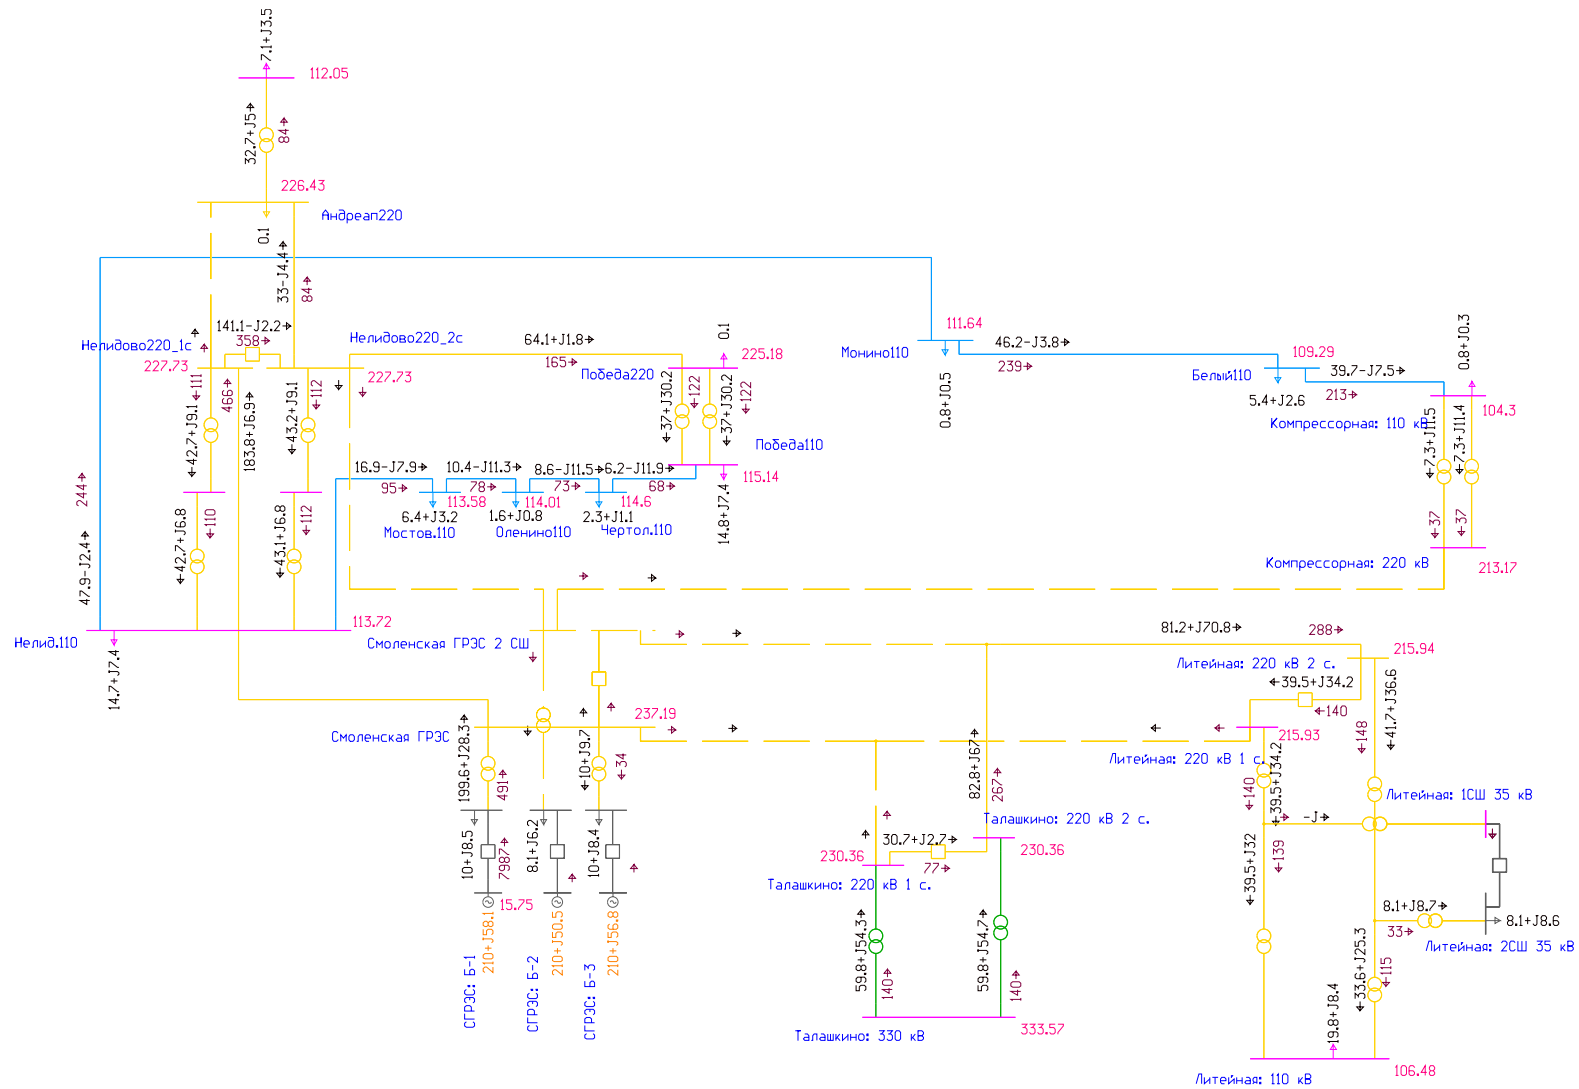 7.1+J3.5
112.05
32.7+J5
84
226.43
Андреап220
0.1
33-J4.4
84
141.1-J2.2
358
Нелидово220_1с
227.73
Нелидово220_2с
227.73
64.1+J1.8
165
0.1
225.18
Победа220
111
466
42.7+J9.1
183.8+J6.9
43.2+J9.1
112
122
122
37+J30.2
37+J30.2
Победа110
115.14
14.8+J7.4
111.64
Монино110
46.2-J3.8
239
0.8+J0.5
109.29
Белый110
39.7-J7.5
213
5.4+J2.6
0.8+J0.3
104.3
Компрессорная: 110 кВ
7.3+J11.5
7.3+J11.4
37
37
Компрессорная: 220 кВ
213.17
244
47.9-J2.4
16.9-J7.9
95
10.4-J11.3
78
8.6-J11.5
73
6.2-J11.9
68
113.58
114.01
114.6
6.4+J3.2
1.6+J0.8
2.3+J1.1
Мостов.110
Оленино110
Чертол.110
110
42.7+J6.8
112
43.1+J6.8
113.72
Нелид.110
14.7+J7.4
Смоленская ГРЭС 2 СШ
81.2+J70.8
288
215.94
Литейная: 220 кВ 2 с.
39.5+J34.2
140
148
41.7+J36.6
237.19
Смоленская ГРЭС
215.93
Литейная: 220 кВ 1 с.
199.6+J28.3
491
10+J9.7
34
82.8+J67
267
140
39.5+J34.2
Литейная: 1СШ 35 кВ
-J
Талашкино: 220 кВ 2 с.
30.7+J2.7
77
230.36
230.36
Талашкино: 220 кВ 1 с.
10+J8.5
7987
8.1+J6.2
10+J8.4
15.75
210+J58.1
210+J50.5
210+J56.8
СГРЭС: Б-1
СГРЭС: Б-2
СГРЭС: Б-3
139
39.5+J32
8.1+J8.7
33
8.1+J8.6
Литейная: 2СШ 35 кВ
59.8+J54.3
140
59.8+J54.7
140
333.57
Талашкино: 330 кВ
33.6+J25.3
115
19.8+J8.4
106.48
Литейная: 110 кВ